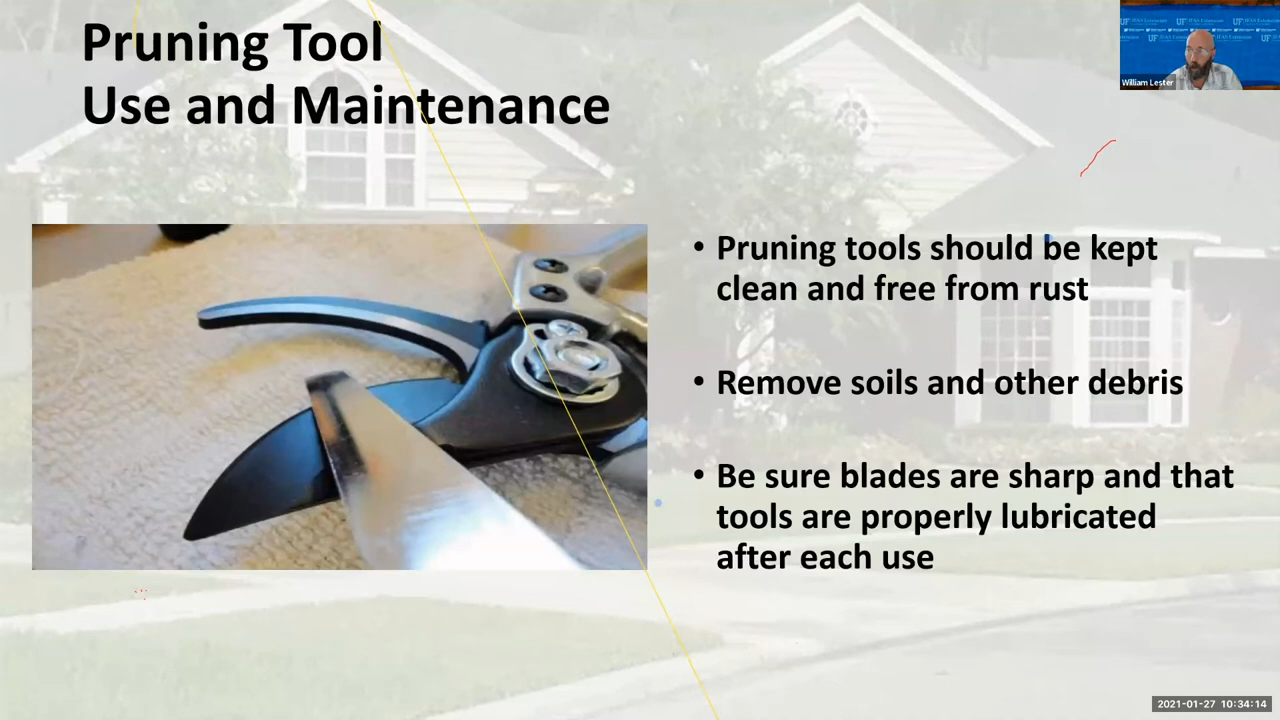 Pruning Tool
Use and Maintenance
William Lester
• Pruning tools should be kept
clean and free from rust
• Remove soils and other debris
• Be sure blades are sharp and that
tools are properly lubricated
after each use
2021-01-27 10:34:14